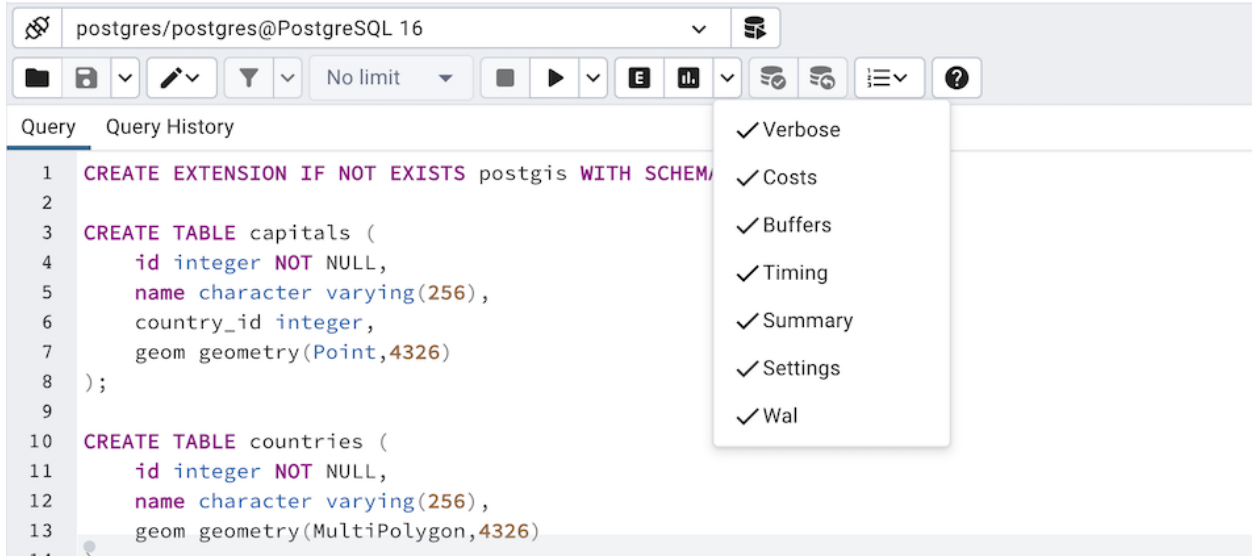 postgres/postgres@PostgreSQL 16
No limit
E
Query Query History
Verbose
Costs
Buffers
Timing
Summary
Settings
Wal
1 CREATE EXTENSION IF NOT EXISTS postgis WITH
2
3 CREATE TABLE capitals (
4 id integer NOT NULL,
5 name character varying(256),
6 country_id integer,
7 geom geometry(Point,4326)
8 );
9
10 CREATE TABLE countries (
11 id integer NOT NULL,
12 name character varying(256),
13 geom geometry(MultiPolygon,4326)